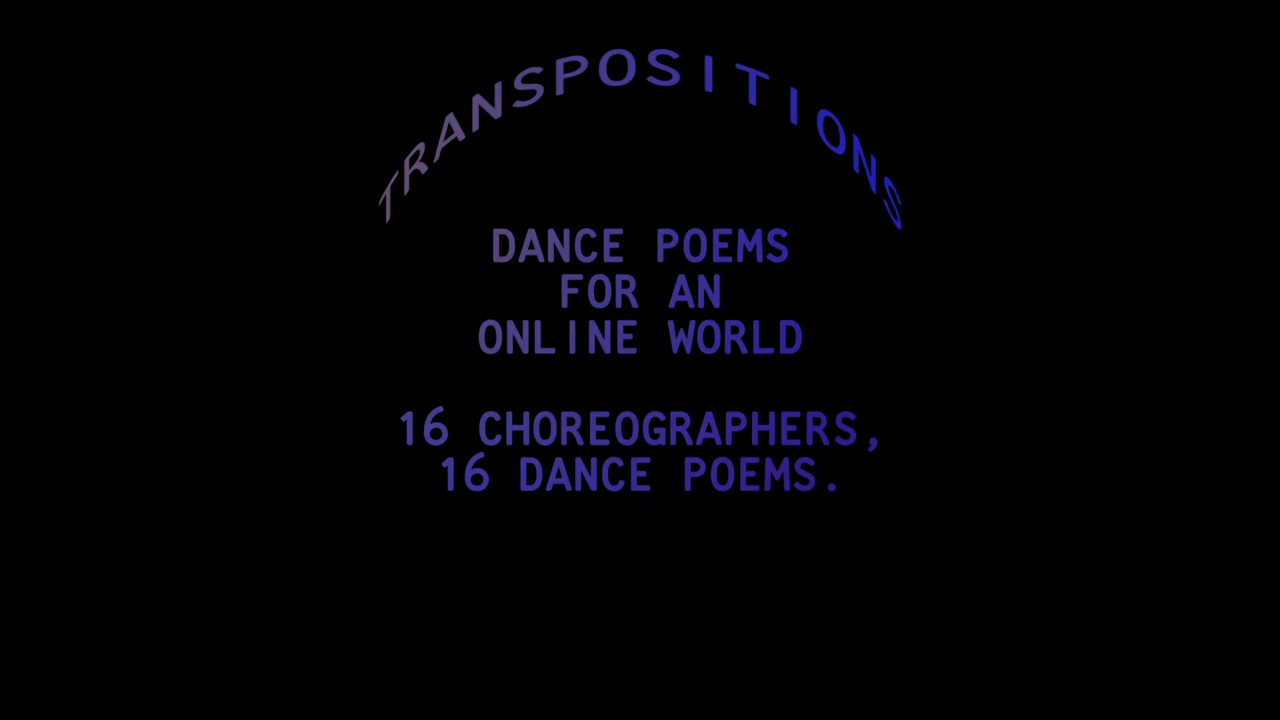 TRANSPOSITIONS
DANCE POEMS
FOR AN
ONLINE WORLD
16 CHOREOGRAPHERS,
16 DANCE POEMS.